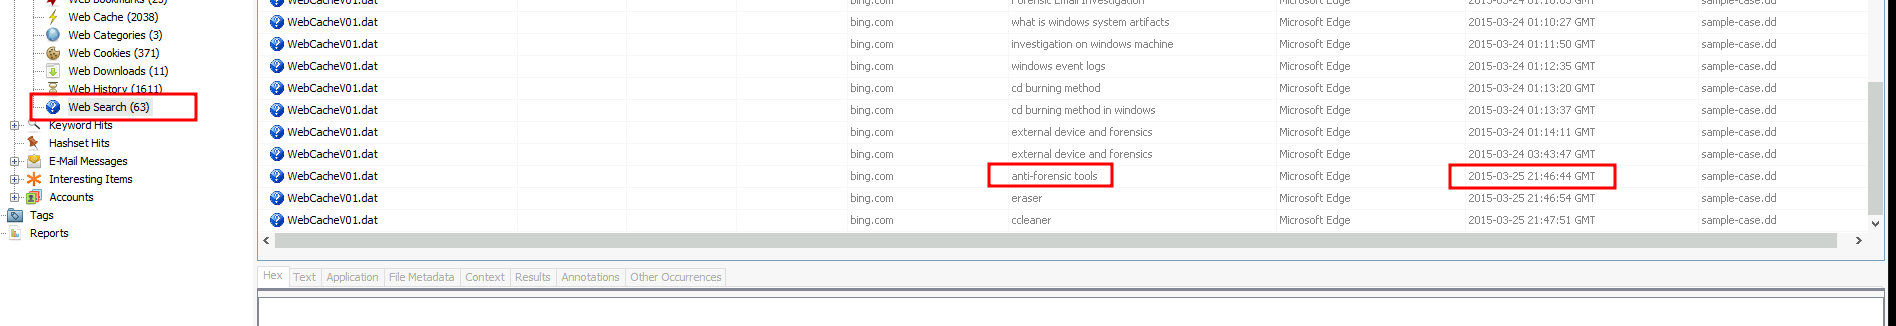 Web Bookmarks (23)
Forensic Email Investigation
Microsoft Edge
sample-case.dd
Web Cache (2038)
WebCacheV01.dat bing.com what is windows system artifacts Microsoft Edge 2015-03-24 01:10:27 GMT sample-case.dd
Web Categories (3)
WebCacheV01.dat bing.com investigation on windows machine Microsoft Edge 2015-03-24 01:11:50 GMT sample-case.dd
Web Cookies (371)
WebCacheV01.dat bing.com windows event logs Microsoft Edge 2015-03-24 01:12:35 GMT sample-case.dd
Web Downloads (11)
WebCacheV01.dat bing.com cd burning method Microsoft Edge 2015-03-24 01:13:20 GMT sample-case.dd
Web History (1611)
WebCacheV01.dat bing.com cd burning method in windows Microsoft Edge 2015-03-24 01:13:37 GMT sample-case.dd
Web Search (63)
Keyword Hits
WebCacheV01.dat bing.com external device and forensics Microsoft Edge 2015-03-24 01:14:11 GMT sample-case.dd
Hashset Hits
WebCacheV01.dat bing.com external device and forensics Microsoft Edge 2015-03-24 03:43:47 GMT sample-case.dd
E-Mail Messages
WebCacheV01.dat bing.com anti-forensic tools Microsoft Edge 2015-03-25 21:46:44 GMT sample-case.dd
Interesting Items
WebCacheV01.dat bing.com eraser Microsoft Edge 2015-03-25 21:46:54 GMT sample-case.dd
Accounts
WebCacheV01.dat bing.com ccleaner Microsoft Edge 2015-03-25 21:47:51 GMT sample-case.dd
Tags
Reports
Hex Text Application File Metadata Context Results Annotations Other Occurrences